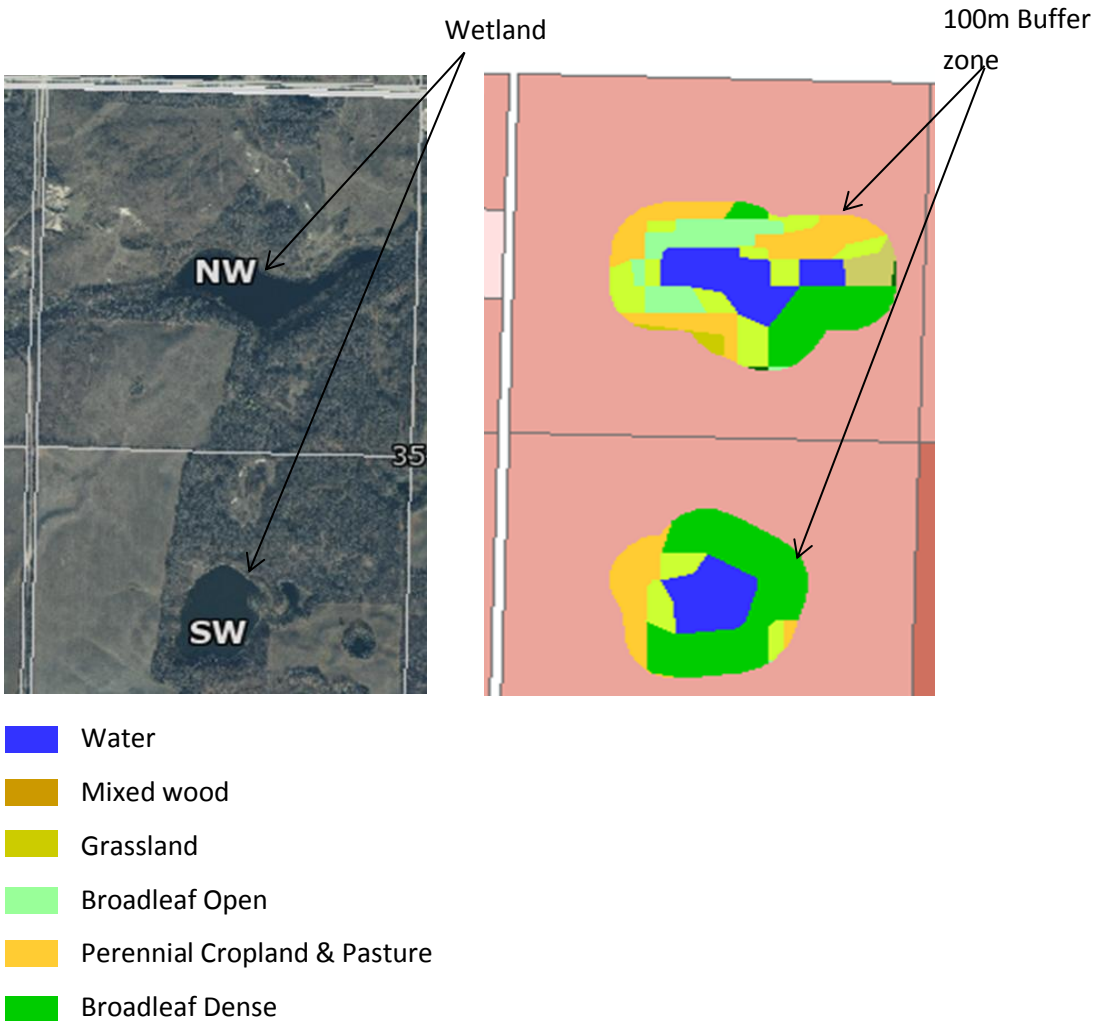 Wetland
100m Buffer
zone
NW
35
SW
Water
Mixed wood
Grassland
Broadleaf Open
Perennial Cropland & Pasture
Broadleaf Dense